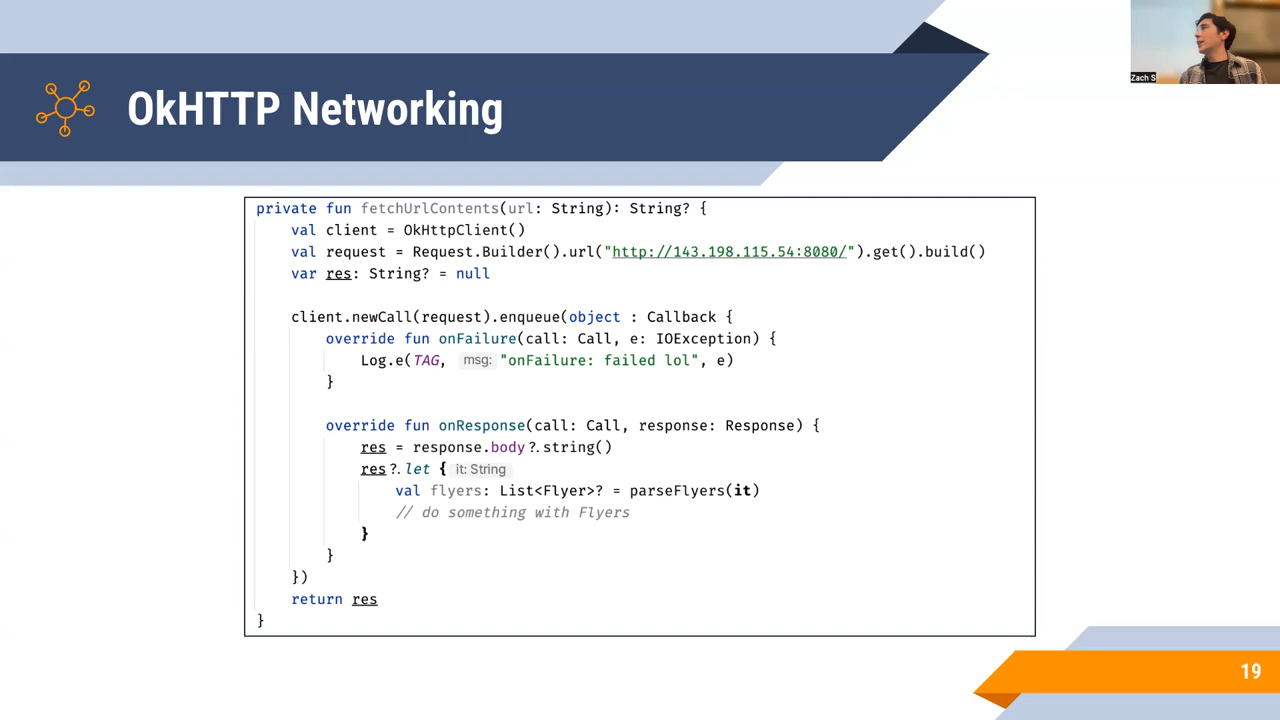 Zach S
OkHTTP Networking
private fun fetchUrlContents(url: String): String? {
    val client = OkHttpClient()
    val request = Request.Builder().url("http://143.198.115.54:8080/").get().build()
    var res: String? = null
    client.newCall(request).enqueue(object : Callback {
        override fun onFailure(call: Call, e: IOException) {
            Log.e(TAG, msg: "onFailure: failed lol", e)
        }
        override fun onResponse(call: Call, response: Response) {
            res = response.body?.string()
            res?.let { it: String
                val flyers: List<Flyer>? = parseFlyers(it)
                // do something with Flyers
            }
        }
    })
    return res
}
19